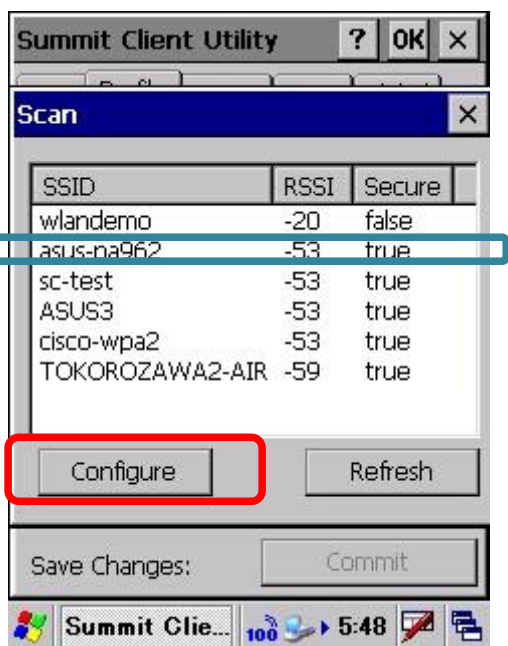 Summit Client Utility ? OK ×
Scan ×
SSID RSSI Secure
wlandemo -20 false
asus-na962 -53 true
sc-test -53 true
ASUS3 -53 true
cisco-wpa2 -53 true
TOKOROZAWA2-AIR -59 true
Configure Refresh
Save Changes: Commit
Summit Clie... 100 5:48